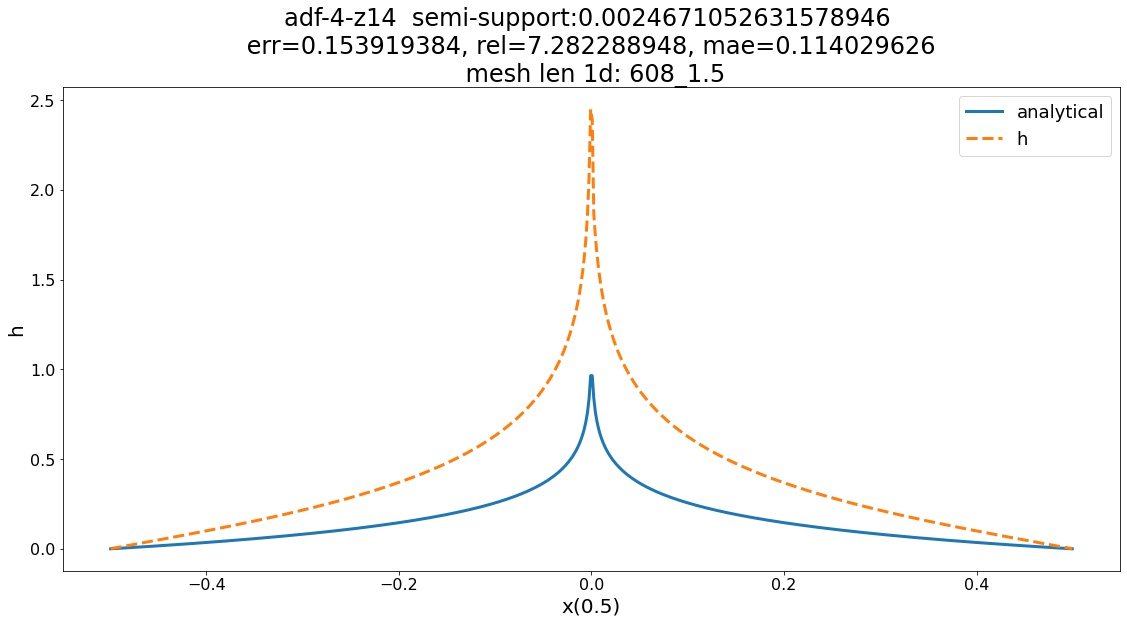 adf-4-z14 semi-support:0.0024671052631578946
err=0.153919384, rel=7.282288948, mae=0.114029626
mesh len 1d: 608_1.5
analytical
h
2.5
2.0
1.5
1.0
0.5
0.0
h
−0.4
−0.2
0.0
0.2
0.4
x(0.5)